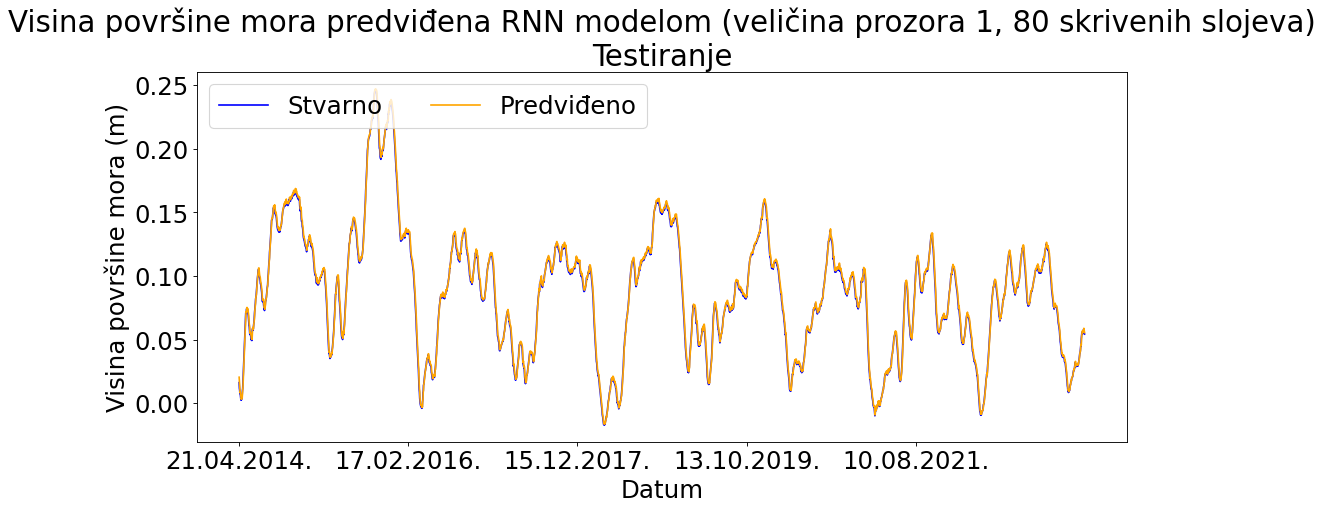 Visina površine mora predviđena RNN modelom (veličina prozora 1, 80 skrivenih slojeva)
Testiranje
Stvarno
Predviđeno
Visina površine mora (m)
0.25
0.20
0.15
0.10
0.05
0.00
21.04.2014.
17.02.2016.
15.12.2017.
13.10.2019.
10.08.2021.
Datum